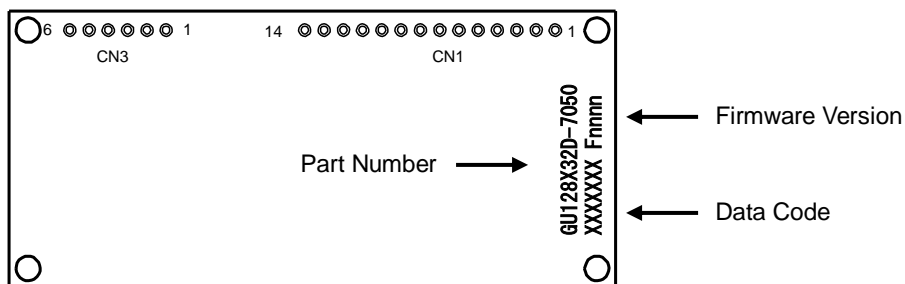 6 1 14 1
CN3 CN1
GU128X32D-7050
XXXXXXX Fnnnn
Firmware Version
Part Number
Data Code